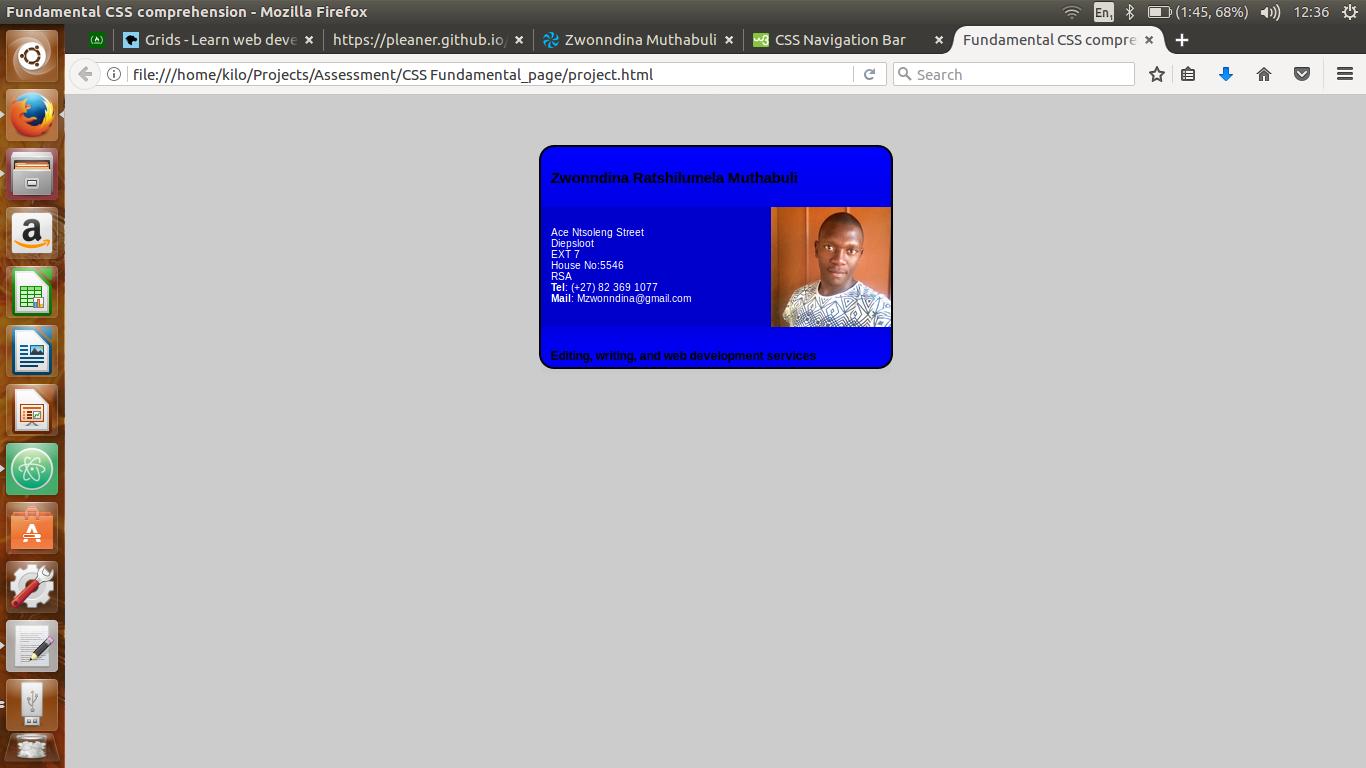 Fundamental CSS comprehension - Mozilla Firefox
En1
(1:45, 68%)
12:36
Grids - Learn web deve
https://pleaner.github.io/
Zwonndina Muthabuli
CSS Navigation Bar
Fundamental CSS compre
file:///home/kilo/Projects/Assessment/CSS Fundamental_page/project.html
Search
Zwonndina Ratshilumela Muthabuli
Ace Ntsoleng Street
Diepsloot
EXT 7
House No:5546
RSA
Tel: (+27) 82 369 1077
Mail: Mzwonndina@gmail.com
Editing, writing, and web development services